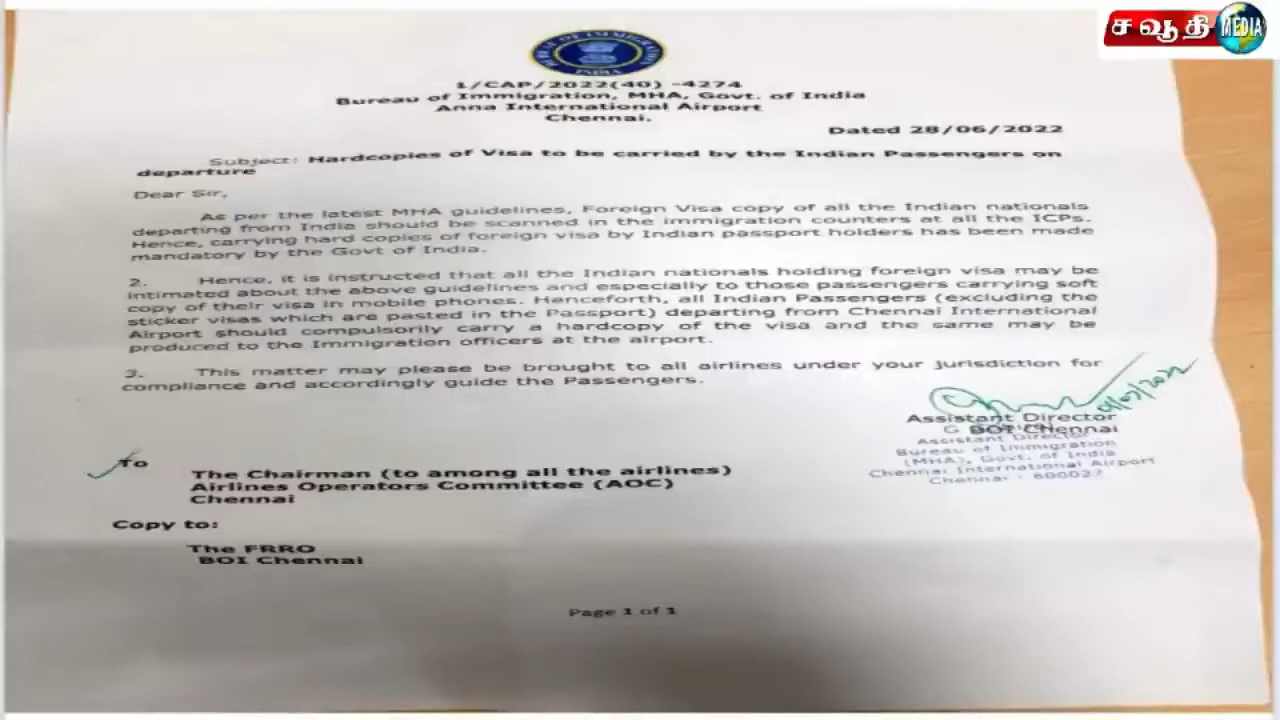 சவூதி MEDIA
BUREAU OF IMMIGRATION
INDIA
1/CAP/2022(40) -4274
Bureau of Immigration, MHA, Govt. of India
Anna International Airport
Chennai.
Dated 28/06/2022
Subject: Hardcopies of Visa to be carried by the Indian Passengers on
departure
Dear Sir,
As per the latest MHA guidelines, Foreign Visa copy of all the Indian nationals
departing from India should be scanned in the immigration counters at all the ICPs.
Hence, carrying hard copies of foreign visa by Indian passport holders has been made
mandatory by the Govt of India.
2. Hence, it is instructed that all the Indian nationals holding foreign visa may be
intimated about the above guidelines and especially to those passengers carrying soft
copy of their visa in mobile phones. Henceforth, all Indian Passengers (excluding the
sticker visas which are pasted in the Passport) departing from Chennai International
Airport should compulsorily carry a hardcopy of the visa and the same may be
produced to the Immigration officers at the airport.
3. This matter may please be brought to all airlines under your jurisdiction for
compliance and accordingly guide the Passengers.
Assistant Director
BOI Chennai
Assistant Director
Bureau of Immigration
(MHA), Govt. of India
Chennai International Airport
Chennai - 600027
To
The Chairman (to among all the airlines)
Airlines Operators Committee (AOC)
Chennai
Copy to:
The FRRO
BOI Chennai
Page 1 of 1